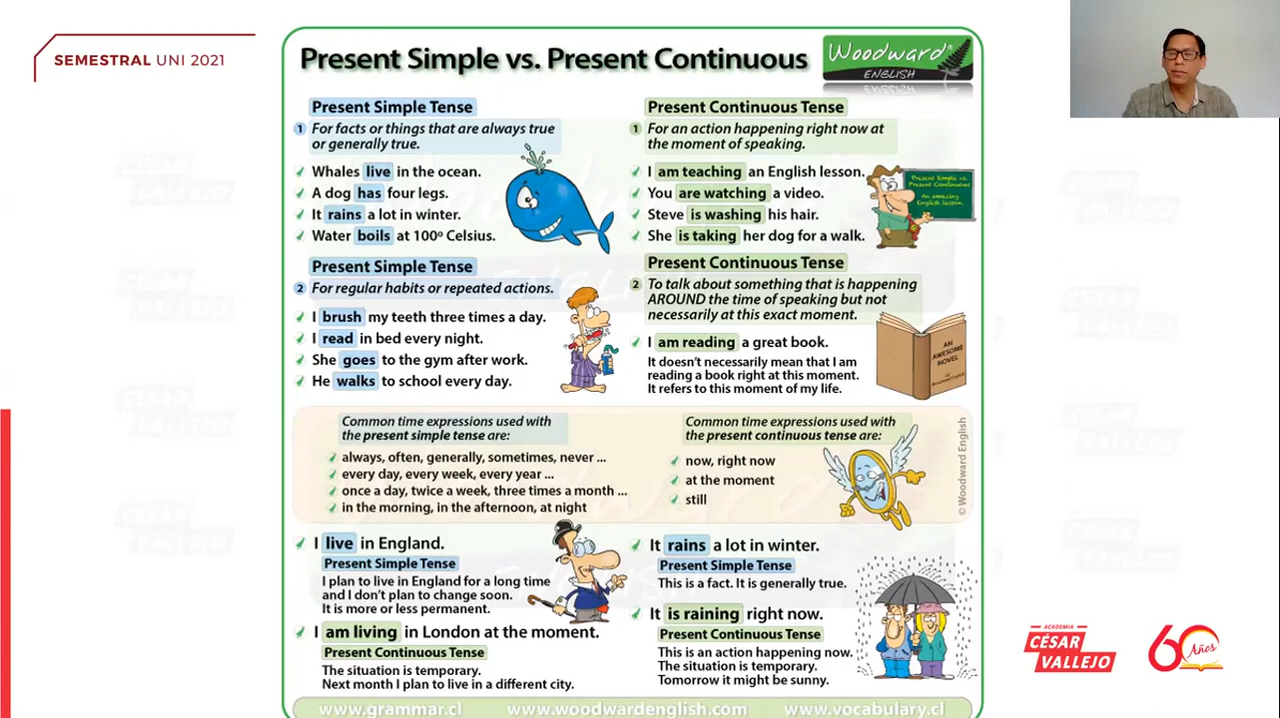 SEMESTRAL UNI 2021
Present Simple vs. Present Continuous
Woodward®
ENGLISH
Present Simple Tense
1 For facts or things that are always true
or generally true.
Whales live in the ocean.
A dog has four legs.
It rains a lot in winter.
Water boils at 100º Celsius.
Present Simple Tense
2 For regular habits or repeated actions.
I brush my teeth three times a day.
I read in bed every night.
She goes to the gym after work.
He walks to school every day.
Present Continuous Tense
1 For an action happening right now at
the moment of speaking.
I am teaching an English lesson.
You are watching a video.
Steve is washing his hair.
She is taking her dog for a walk.
Present Simple vs.
Present Continuous
An amazing
English lesson.
Present Continuous Tense
2 To talk about something that is happening
AROUND the time of speaking but not
necessarily at this exact moment.
I am reading a great book.
It doesn't necessarily mean that I am
reading a book right at this moment.
It refers to this moment of my life.
AN
AWESOME
NOVEL
Common time expressions used with
the present simple tense are:
always, often, generally, sometimes, never ...
every day, every week, every year ...
once a day, twice a week, three times a month ...
in the morning, in the afternoon, at night
Common time expressions used with
the present continuous tense are:
now, right now
at the moment
still
© Woodward English
I live in England.
Present Simple Tense
I plan to live in England for a long time
and I don't plan to change soon.
It is more or less permanent.
I am living in London at the moment.
Present Continuous Tense
The situation is temporary.
Next month I plan to live in a different city.
It rains a lot in winter.
Present Simple Tense
This is a fact. It is generally true.
It is raining right now.
Present Continuous Tense
This is an action happening now.
The situation is temporary.
Tomorrow it might be sunny.
www.grammar.cl www.woodwardenglish.com www.vocabulary.cl
ACADEMIA
CÉSAR
VALLEJO
60 Años